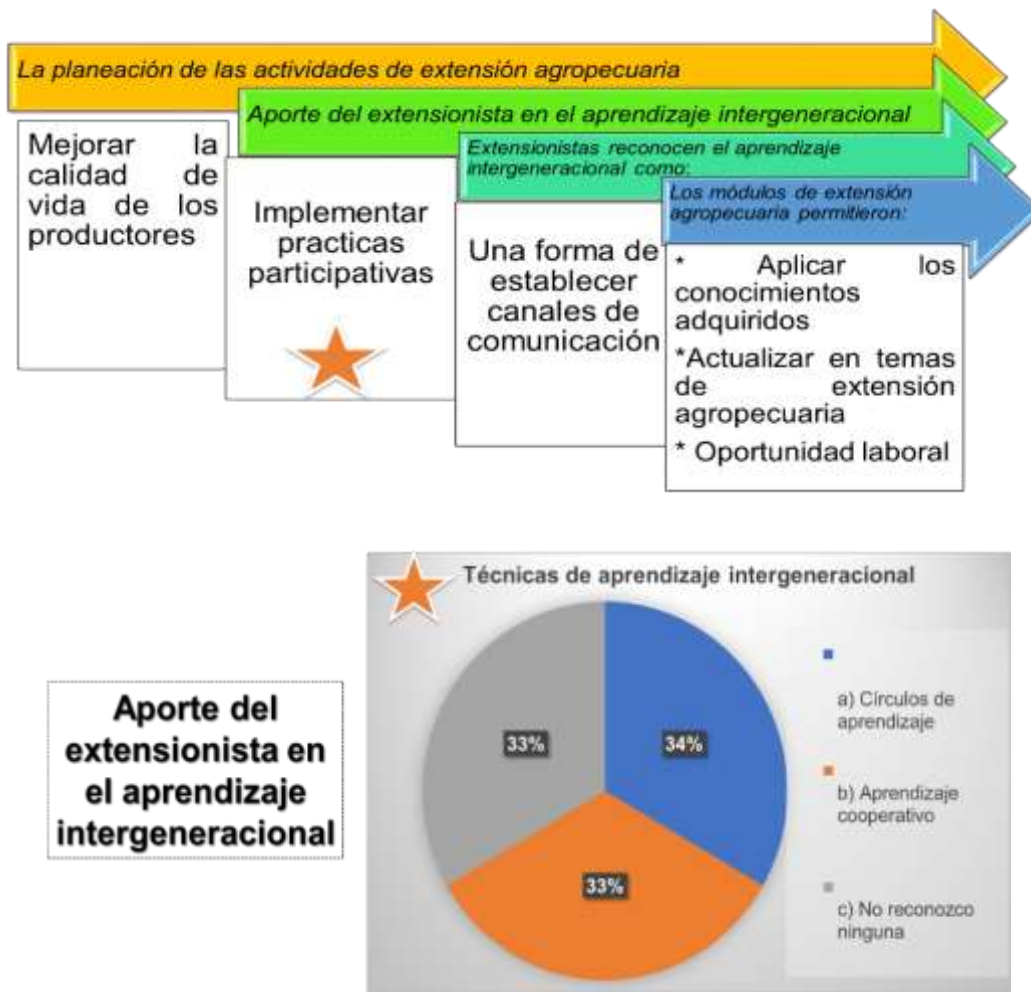 La planeación de las actividades de extensión agropecuaria
Aporte del extensionista en el aprendizaje intergeneracional
Extensionistas reconocen el aprendizaje
intergeneracional como:
Los módulos de extensión
agropecuaria permitieron:
Mejorar la
calidad de
vida de los
productores
Implementar
practicas
participativas
Una forma de
establecer
canales de
comunicación
* Aplicar los
conocimientos
adquiridos
*Actualizar en temas
de extensión
agropecuaria
* Oportunidad laboral
Aporte del
extensionista en
el aprendizaje
intergeneracional
Técnicas de aprendizaje intergeneracional
33%
34%
33%
a) Círculos de
aprendizaje
b) Aprendizaje
cooperativo
c) No reconozco
ninguna